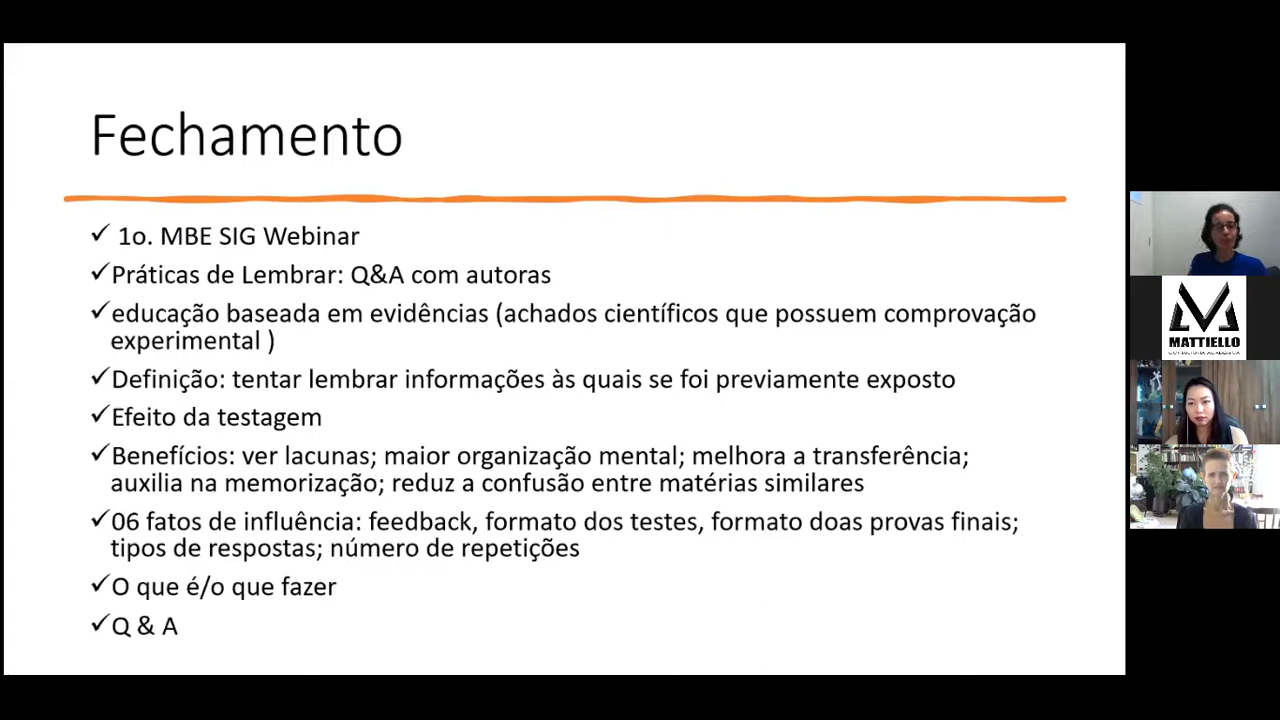 Fechamento
✓ 1o. MBE SIG Webinar
✓Práticas de Lembrar: Q&A com autoras
✓educação baseada em evidências (achados científicos que possuem comprovação
experimental )
✓Definição: tentar lembrar informações às quais se foi previamente exposto
✓Efeito da testagem
✓Benefícios: ver lacunas; maior organização mental; melhora a transferência;
auxilia na memorização; reduz a confusão entre matérias similares
✓06 fatos de influência: feedback, formato dos testes, formato doas provas finais;
tipos de respostas; número de repetições
✓O que é/o que fazer
✓Q & A
MATTIELLO
CONSULTORIA ACADÊMICA